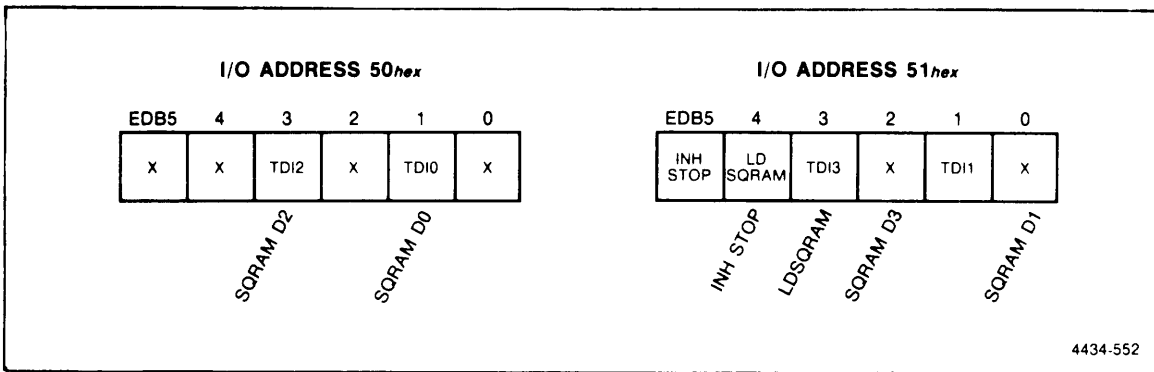 I/O ADDRESS 50hex
EDB5 4 3 2 1 0
X X TDI2 X TDI0 X
SQRAM D2 SQRAM D0
I/O ADDRESS 51hex
EDB5 4 3 2 1 0
INH STOP LD SQRAM TDI3 X TDI1 X
INH STOP LDSQRAM SQRAM D3 SQRAM D1
4434-552